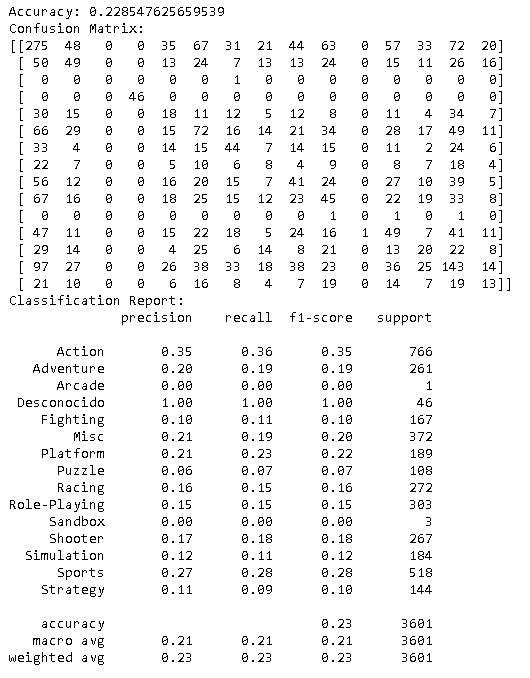 Accuracy: 0.228547625659539
Confusion Matrix:
[[275 48 0 0 35 67 31 21 44 63 0 57 33 72 20]
[ 50 49 0 0 13 24 7 13 13 24 0 15 11 26 16]
[ 0 0 0 0 0 0 1 0 0 0 0 0 0 0 0]
[ 0 0 0 46 0 0 0 0 0 0 0 0 0 0 0]
[ 30 15 0 0 18 11 12 5 12 8 0 11 4 34 7]
[ 66 29 0 0 15 72 16 14 21 34 0 28 17 49 11]
[ 33 4 0 0 14 15 44 7 14 15 0 11 2 24 6]
[ 22 7 0 0 5 10 6 8 4 9 0 8 7 18 4]
[ 56 12 0 0 16 20 15 7 41 24 0 27 10 39 5]
[ 67 16 0 0 18 25 15 12 23 45 0 22 19 33 8]
[ 0 0 0 0 0 0 0 0 0 1 0 1 0 1 0]
[ 47 11 0 0 15 22 18 5 24 16 1 49 7 41 11]
[ 29 14 0 0 4 25 6 14 8 21 0 13 20 22 8]
[ 97 27 0 0 26 38 33 18 38 23 0 36 25 143 14]
[ 21 10 0 0 6 16 8 4 7 19 0 14 7 19 13]]
Classification Report:
precision recall f1-score support
Action 0.35 0.36 0.35 766
Adventure 0.20 0.19 0.19 261
Arcade 0.00 0.00 0.00 1
Desconocido 1.00 1.00 1.00 46
Fighting 0.10 0.11 0.10 167
Misc 0.21 0.19 0.20 372
Platform 0.21 0.23 0.22 189
Puzzle 0.06 0.07 0.07 108
Racing 0.16 0.15 0.16 272
Role-Playing 0.15 0.15 0.15 303
Sandbox 0.00 0.00 0.00 3
Shooter 0.17 0.18 0.18 267
Simulation 0.12 0.11 0.12 184
Sports 0.27 0.28 0.28 518
Strategy 0.11 0.09 0.10 144
accuracy 0.23 3601
macro avg 0.21 0.21 0.21 3601
weighted avg 0.23 0.23 0.23 3601